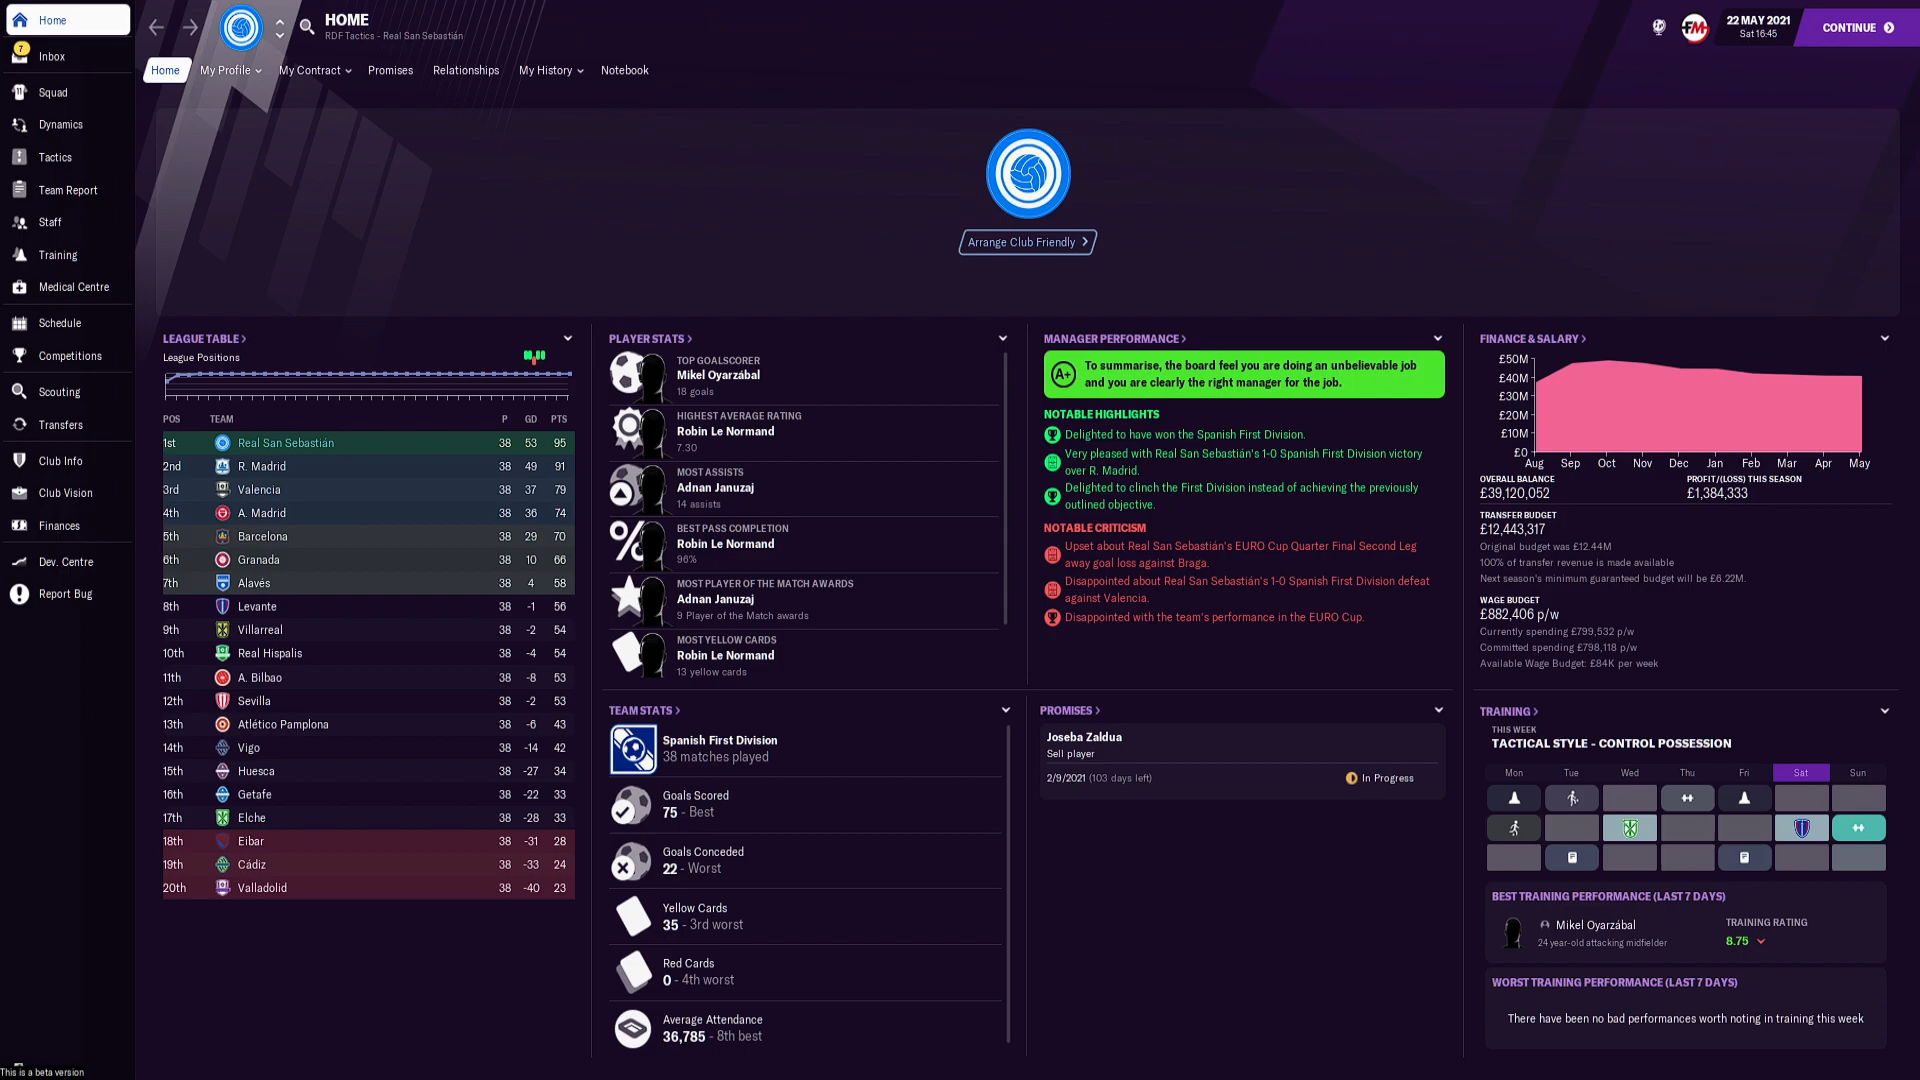 Home
7
Inbox
Squad
Dynamics
Tactics
Team Report
Staff
Training
Medical Centre
Schedule
Competitions
Scouting
Transfers
Club Info
Club Vision
Finances
Dev. Centre
Report Bug
This is a beta version
HOME
RDF Tactics - Real San Sebastián
FM
22 MAY 2021
Sat 16:45
CONTINUE
Home My Profile My Contract Promises Relationships My History Notebook
Arrange Club Friendly
LEAGUE TABLE
League Positions
POS TEAM P GD PTS
1st Real San Sebastián 38 53 95
2nd R. Madrid 38 49 91
3rd Valencia 38 37 79
4th A. Madrid 38 36 74
5th Barcelona 38 29 70
6th Granada 38 10 66
7th Alavés 38 4 58
8th Levante 38 -1 56
9th Villarreal 38 -2 54
10th Real Hispalis 38 -4 54
11th A. Bilbao 38 -8 53
12th Sevilla 38 -2 53
13th Atlético Pamplona 38 -6 43
14th Vigo 38 -14 42
15th Huesca 38 -27 34
16th Getafe 38 -22 33
17th Elche 38 -28 33
18th Eibar 38 -31 28
19th Cádiz 38 -33 24
20th Valladolid 38 -40 23
PLAYER STATS
TOP GOALSCORER
Mikel Oyarzábal
18 goals
HIGHEST AVERAGE RATING
Robin Le Normand
7.30
MOST ASSISTS
Adnan Januzaj
14 assists
BEST PASS COMPLETION
Robin Le Normand
96%
MOST PLAYER OF THE MATCH AWARDS
Adnan Januzaj
9 Player of the Match awards
MOST YELLOW CARDS
Robin Le Normand
13 yellow cards
TEAM STATS
Spanish First Division
38 matches played
Goals Scored
75 - Best
Goals Conceded
22 - Worst
Yellow Cards
35 - 3rd worst
Red Cards
0 - 4th worst
Average Attendance
36,785 - 8th best
MANAGER PERFORMANCE
A+
To summarise, the board feel you are doing an unbelievable job
and you are clearly the right manager for the job.
NOTABLE HIGHLIGHTS
Delighted to have won the Spanish First Division.
Very pleased with Real San Sebastián's 1-0 Spanish First Division victory
over R. Madrid.
Delighted to clinch the First Division instead of achieving the previously
outlined objective.
NOTABLE CRITICISM
Upset about Real San Sebastián's EURO Cup Quarter Final Second Leg
away goal loss against Braga.
Disappointed about Real San Sebastián's 1-0 Spanish First Division defeat
against Valencia.
Disappointed with the team's performance in the EURO Cup.
PROMISES
Joseba Zaldua
Sell player
2/9/2021 (103 days left) In Progress
FINANCE & SALARY
£50M
£40M
£30M
£20M
£10M
£0
Aug Sep Oct Nov Dec Jan Feb Mar Apr May
OVERALL BALANCE
£39,120,052
PROFIT/(LOSS) THIS SEASON
£1,384,333
TRANSFER BUDGET
£12,443,317
Original budget was £12.44M
100% of transfer revenue is made available
Next season's minimum guaranteed budget will be £6.22M.
WAGE BUDGET
£882,406 p/w
Currently spending £799,532 p/w
Committed spending £798,118 p/w
Available Wage Budget: £84K per week
TRAINING
THIS WEEK
TACTICAL STYLE - CONTROL POSSESSION
Mon Tue Wed Thu Fri Sat Sun
BEST TRAINING PERFORMANCE (LAST 7 DAYS)
Mikel Oyarzábal
24 year-old attacking midfielder
TRAINING RATING
8.75
WORST TRAINING PERFORMANCE (LAST 7 DAYS)
There have been no bad performances worth noting in training this week